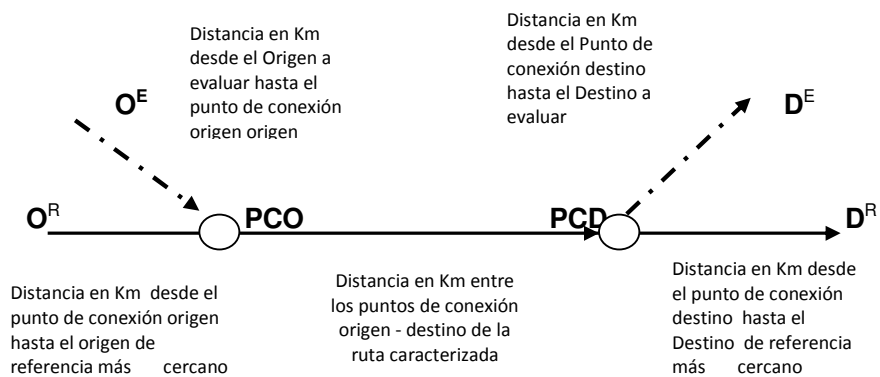 Distancia en Km
desde el Origen a
evaluar hasta el
punto de conexión
origen origen
Distancia en Km
desde el Punto de
conexión destino
hasta el Destino a
evaluar
O^E
D^E
O^R
PCO
PCD
D^R
Distancia en Km desde el
punto de conexión origen
hasta el origen de
referencia más cercano
Distancia en Km entre
los puntos de conexión
origen - destino de la
ruta caracterizada
Distancia en Km desde
el punto de conexión
destino hasta el
Destino de referencia
más cercano